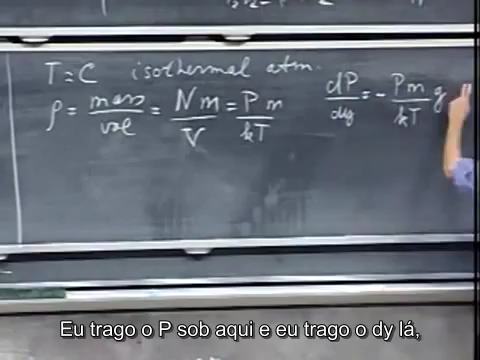 T = C isothermal atm.
ρ = mass/vol = Nm/V = Pm/kT
dP/dy = - Pm/kT g
Eu trago o P sob aqui e eu trago o dy lá,